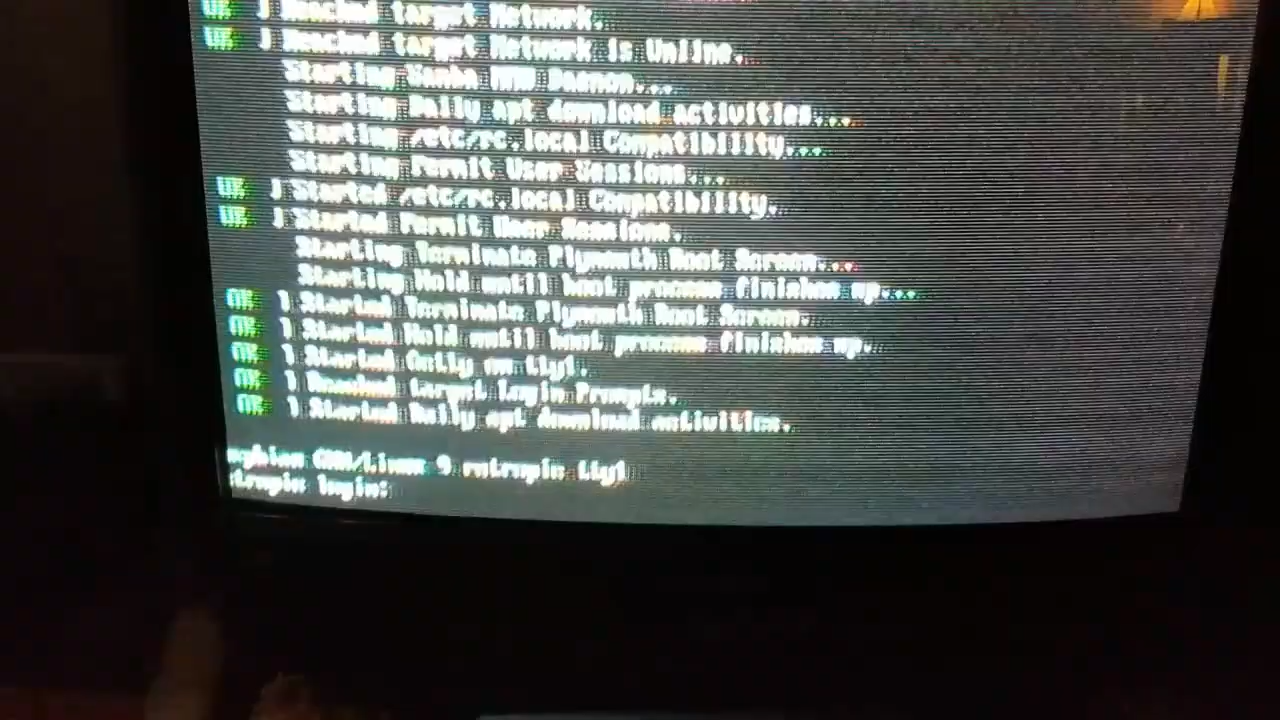 OK ] Reached target Network.
OK ] Reached target Network is Online.
Starting Samba NMB Daemon...
Starting Daily apt download activities...
Starting /etc/rc.local Compatibility...
Starting Permit User Sessions...
OK ] Started /etc/rc.local Compatibility.
OK ] Started Permit User Sessions.
Starting Terminate Plymouth Boot Screen...
Starting Hold until boot process finishes up...
OK ] Started Terminate Plymouth Boot Screen.
OK ] Started Hold until boot process finishes up.
OK ] Started Getty on tty1.
OK ] Reached target Login Prompts.
OK ] Started Daily apt download activities.
GNU/Linux 9 retropie tty1
tropie login: